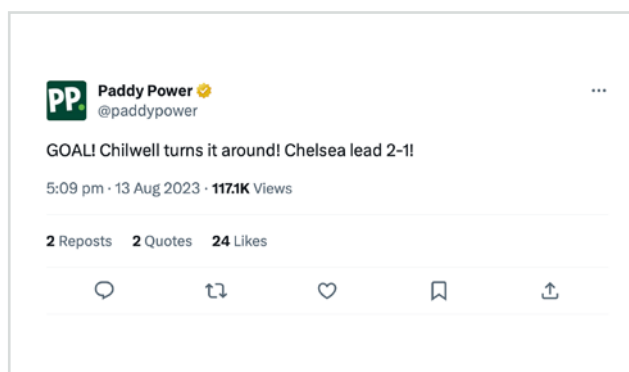 PP.
Paddy Power
@paddypower
GOAL! Chilwell turns it around! Chelsea lead 2-1!
5:09 pm · 13 Aug 2023 · 117.1K Views
2 Reposts 2 Quotes 24 Likes